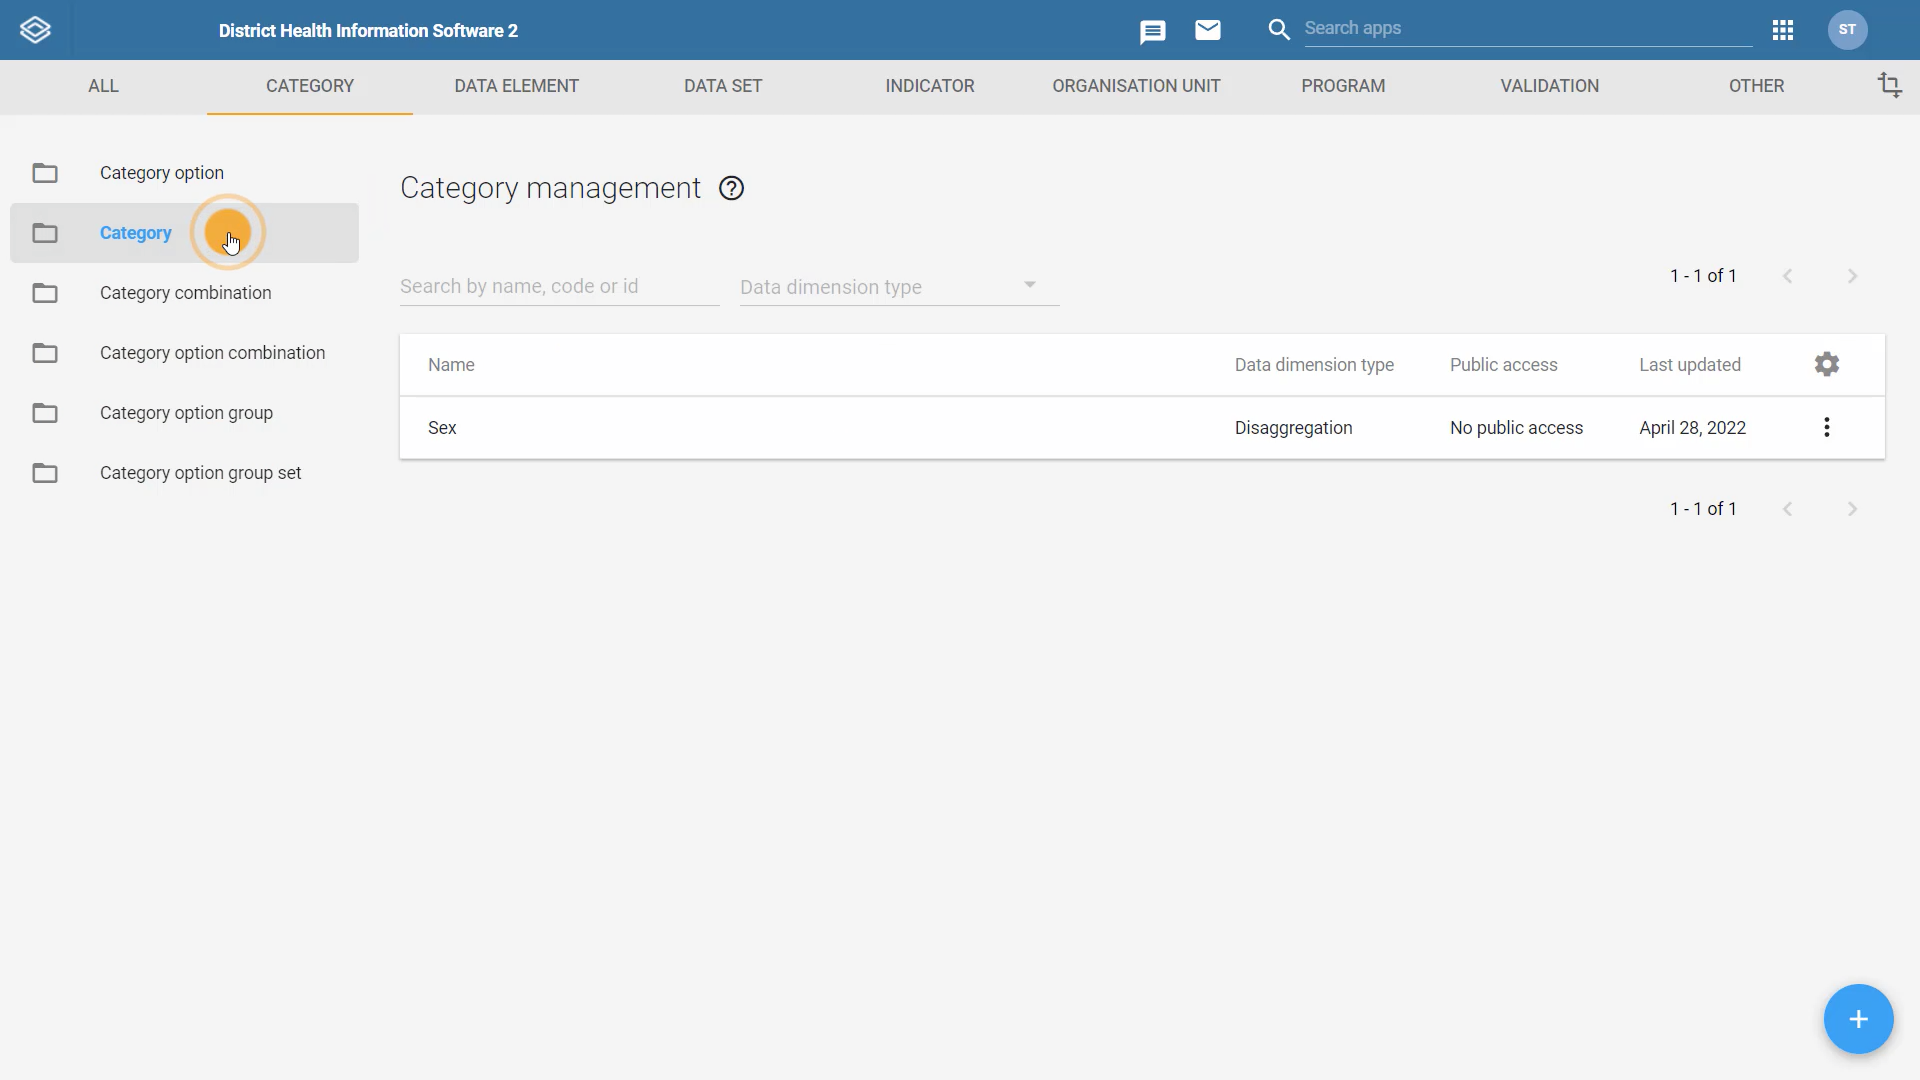 District Health Information Software 2
Search apps
ST
ALL
CATEGORY
DATA ELEMENT
DATA SET
INDICATOR
ORGANISATION UNIT
PROGRAM
VALIDATION
OTHER
Category option
Category
Category combination
Category option combination
Category option group
Category option group set
Category management
Search by name, code or id
Data dimension type
1 - 1 of 1
Name Data dimension type Public access Last updated
Sex Disaggregation No public access April 28, 2022
1 - 1 of 1